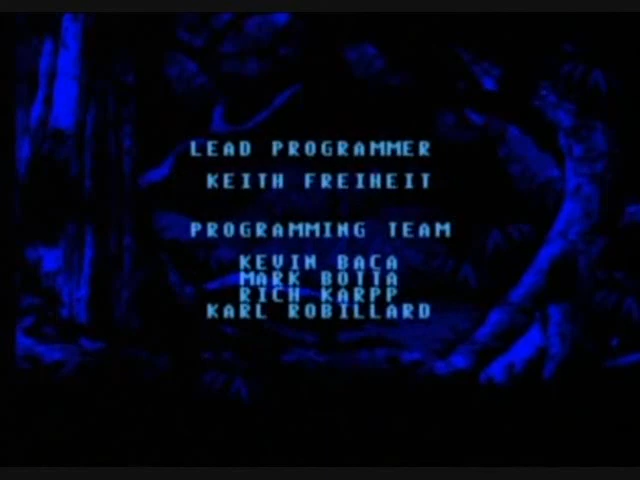 LEAD PROGRAMMER
KEITH FREIHEIT
PROGRAMMING TEAM
KEVIN BACA
MARK BOTTA
RICH KARPP
KARL ROBILLARD